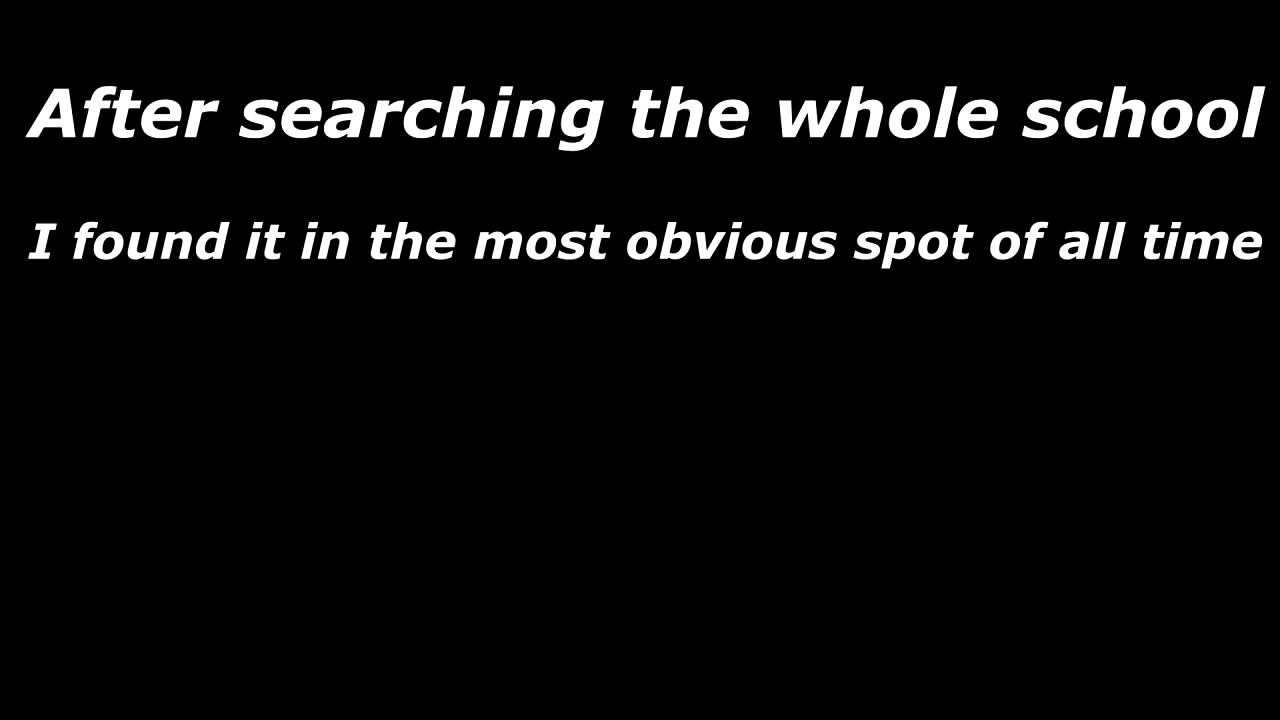 After searching the whole school
I found it in the most obvious spot of all time